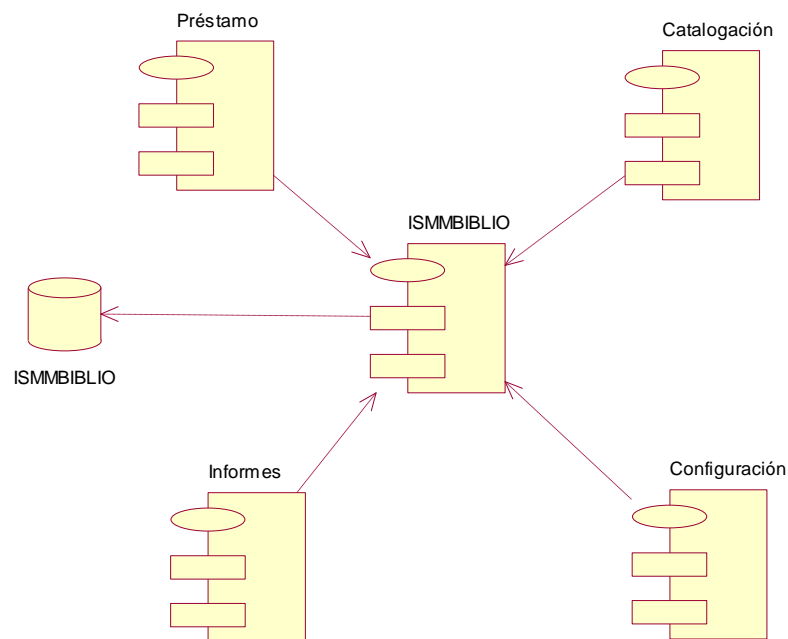 Préstamo
Catalogación
ISMMBIBLIO
ISMMBIBLIO
Informes
Configuración